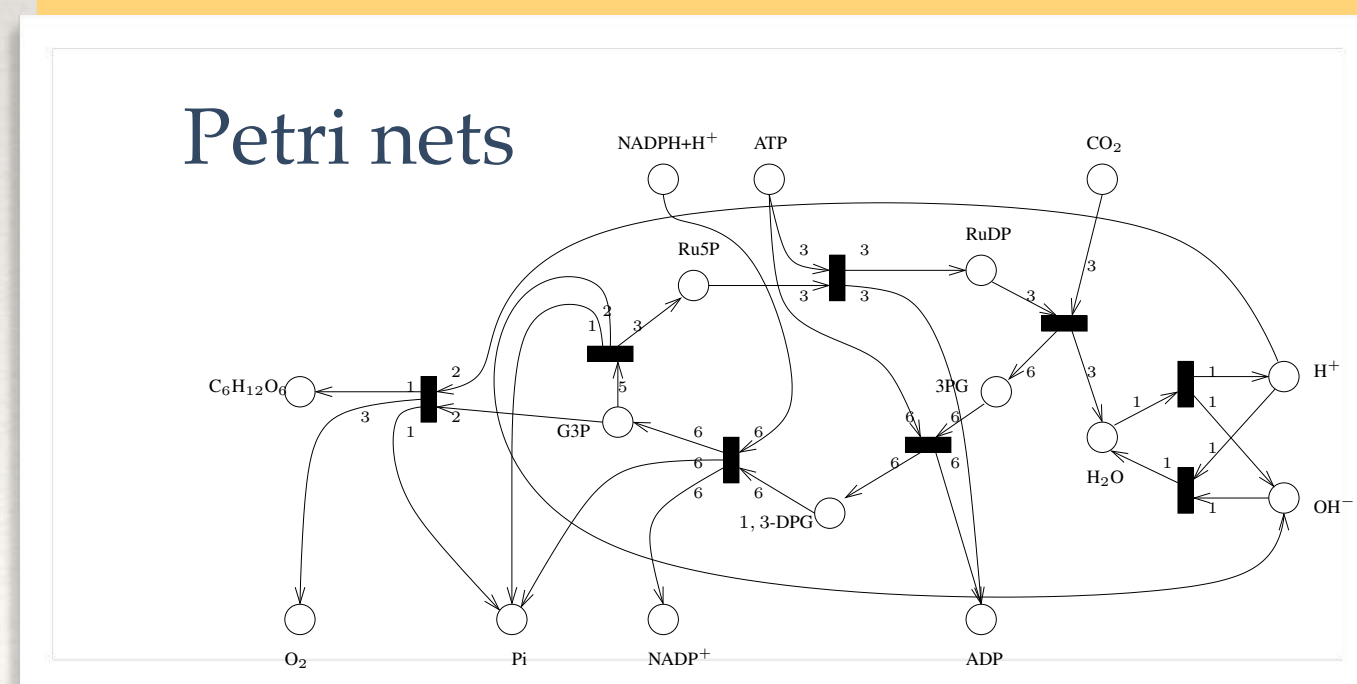 Petri nets
NADPH+H⁺ ATP CO₂
Ru5P 3 3 RuDP
3
3 3 3
2
1 3
C₆H₁₂O₆ 1 2 5 3PG 6 3 1 H⁺
3 2 6 6 1 1
1 G3P 6 6
6 6 6 1 1
6 6 1, 3-DPG H₂O 1 OH⁻
O₂ Pi NADP⁺ ADP